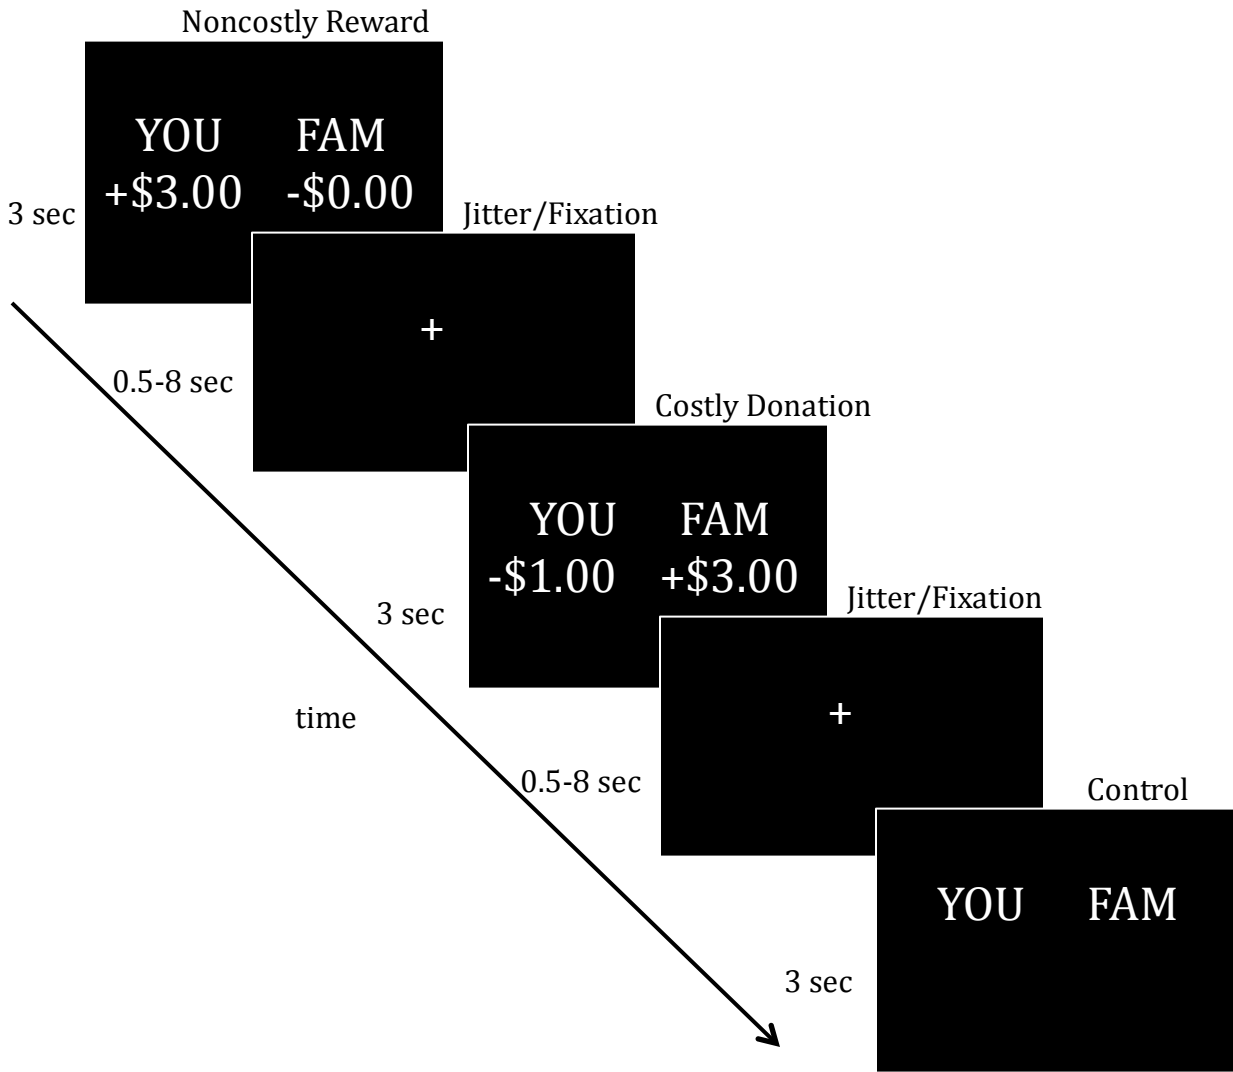 Noncostly Reward
YOU FAM
+$3.00 -$0.00
3 sec
Jitter/Fixation
+
0.5-8 sec
Costly Donation
YOU FAM
-$1.00 +$3.00
3 sec
Jitter/Fixation
+
time
0.5-8 sec
Control
YOU FAM
3 sec